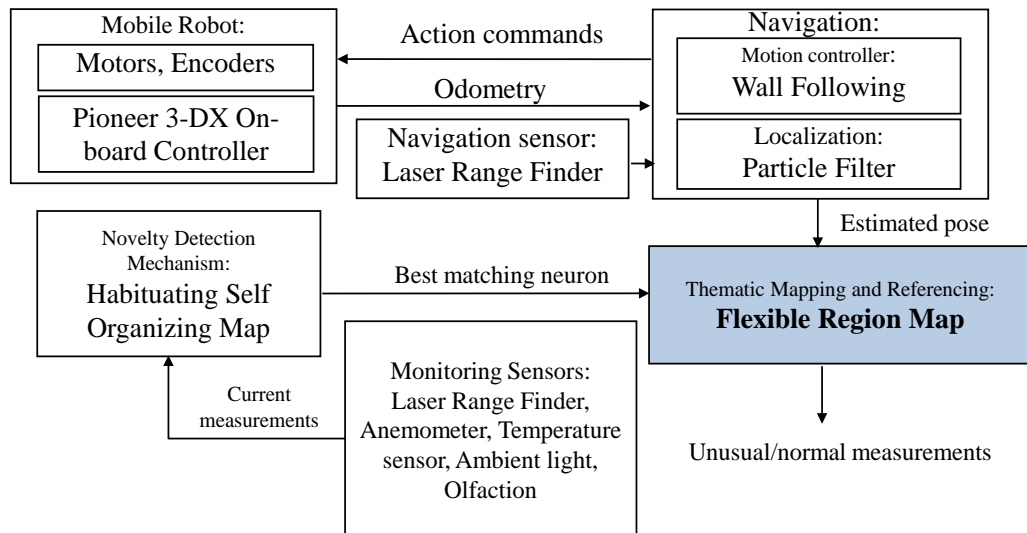 Mobile Robot:
Motors, Encoders
Pioneer 3-DX On-
board Controller
Action commands
Odometry
Navigation sensor:
Laser Range Finder
Navigation:
Motion controller:
Wall Following
Localization:
Particle Filter
Estimated pose
Novelty Detection
Mechanism:
Habituating Self
Organizing Map
Best matching neuron
Thematic Mapping and Referencing:
Flexible Region Map
Current
measurements
Monitoring Sensors:
Laser Range Finder,
Anemometer, Temperature
sensor, Ambient light,
Olfaction
Unusual/normal measurements